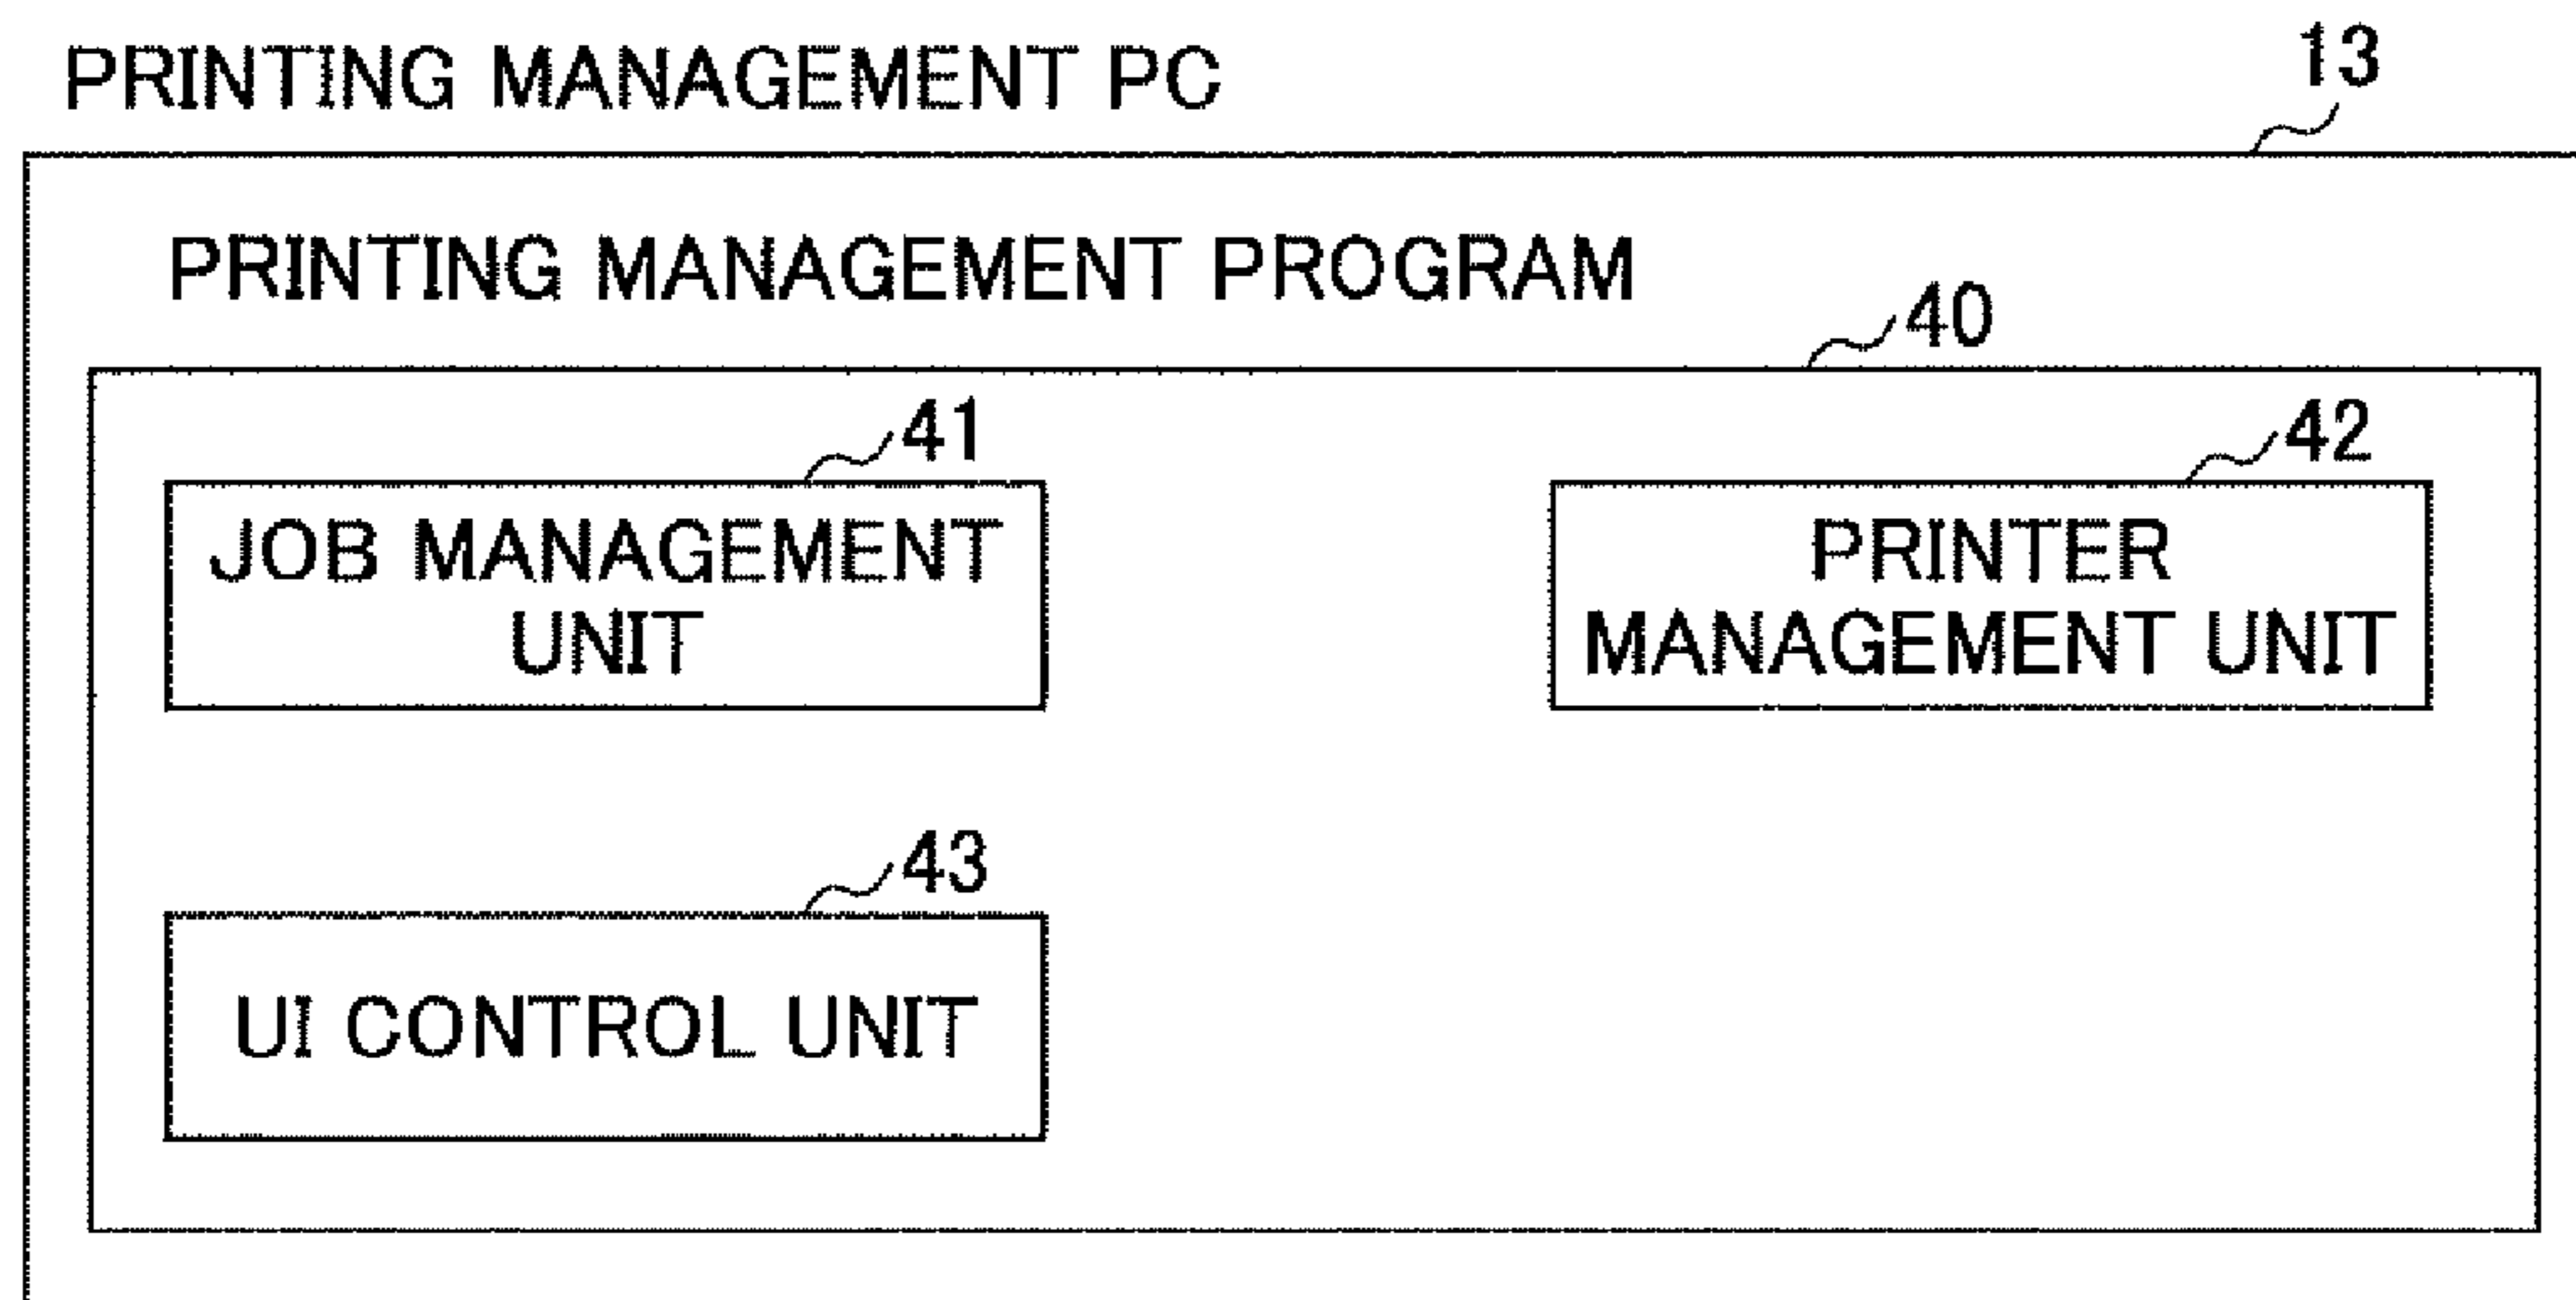 PRINTING MANAGEMENT PC
13
PRINTING MANAGEMENT PROGRAM
40
41
JOB MANAGEMENT
UNIT
42
PRINTER
MANAGEMENT UNIT
43
UI CONTROL UNIT